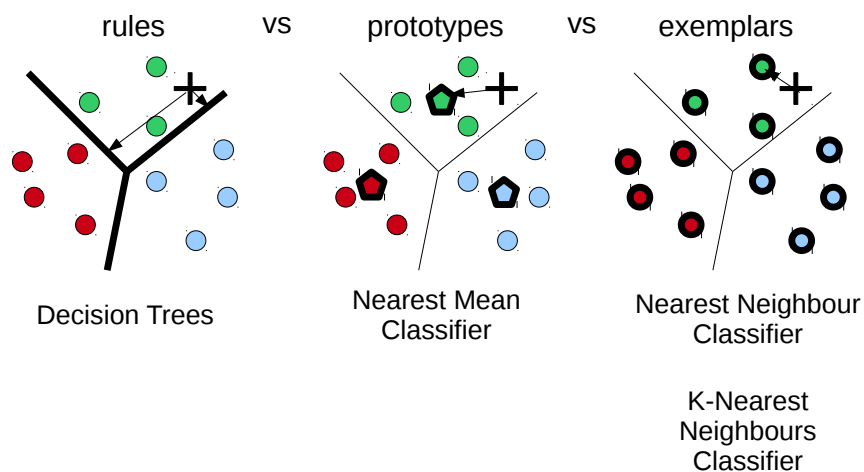 rules vs prototypes vs exemplars
Decision Trees
Nearest Mean
Classifier
Nearest Neighbour
Classifier
K-Nearest
Neighbours
Classifier